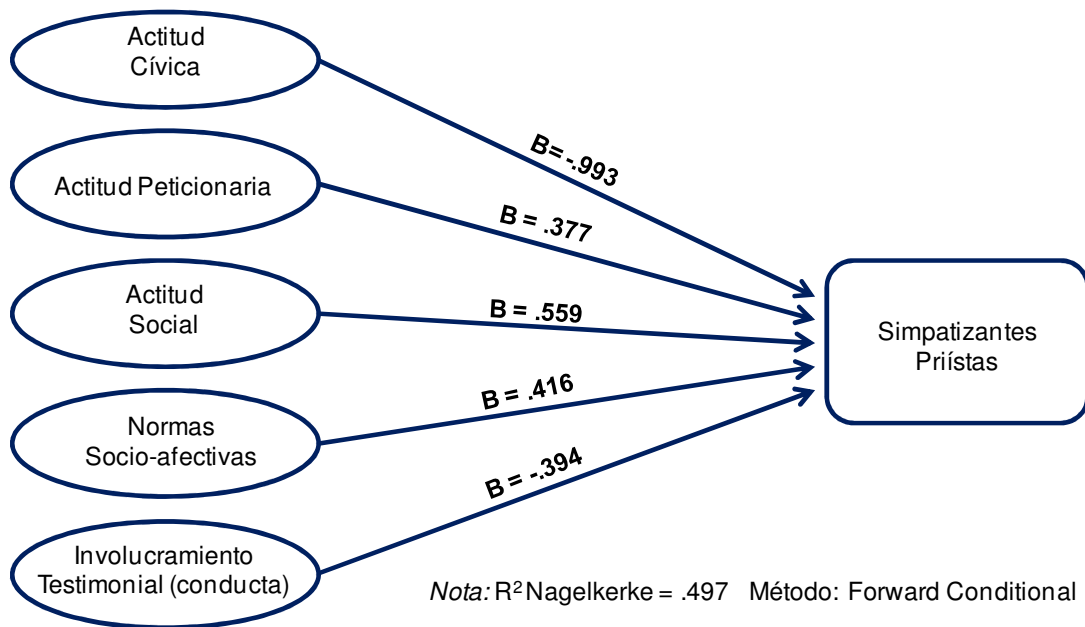 Actitud
Cívica
B=-.993
Actitud Peticionaria
B = .377
Actitud
Social
B = .559
Simpatizantes
Priístas
Normas
Socio-afectivas
B = .416
Involucramiento
Testimonial (conducta)
B = -.394
Nota: R² Nagelkerke = .497 Método: Forward Conditional